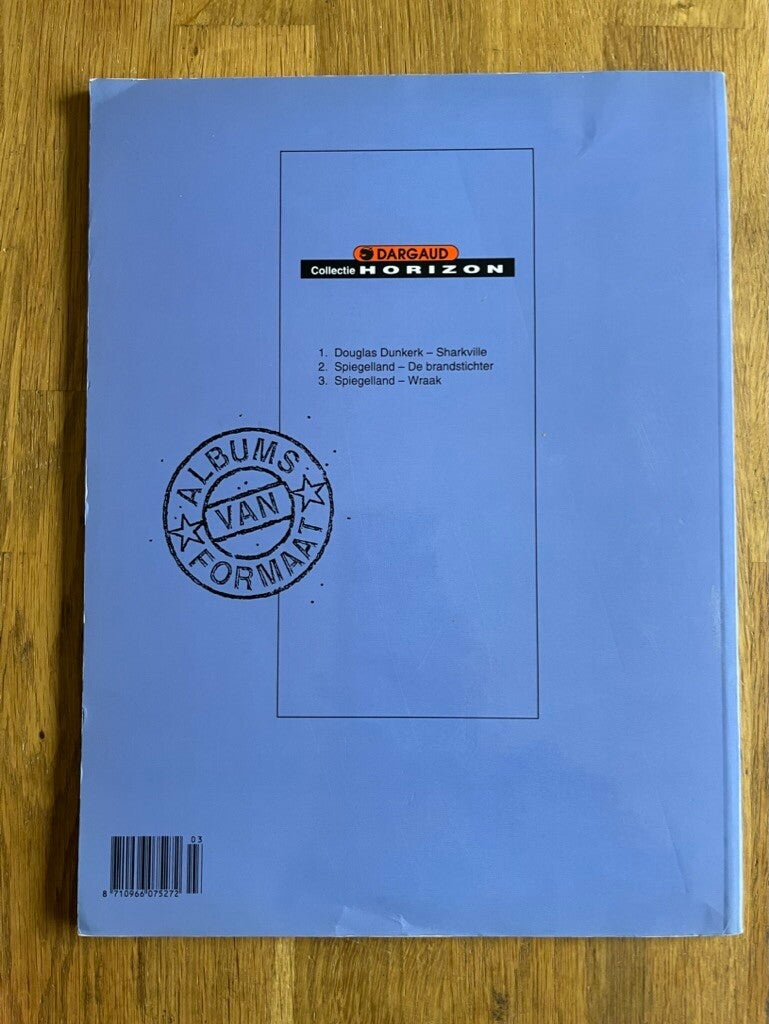 DARGAUD
Collectie HORIZON
1. Douglas Dunkerk – Sharkville
2. Spiegelland – De brandstichter
3. Spiegelland – Wraak
ALBUMS
VAN
FORMAAT
03
8 710966 075272